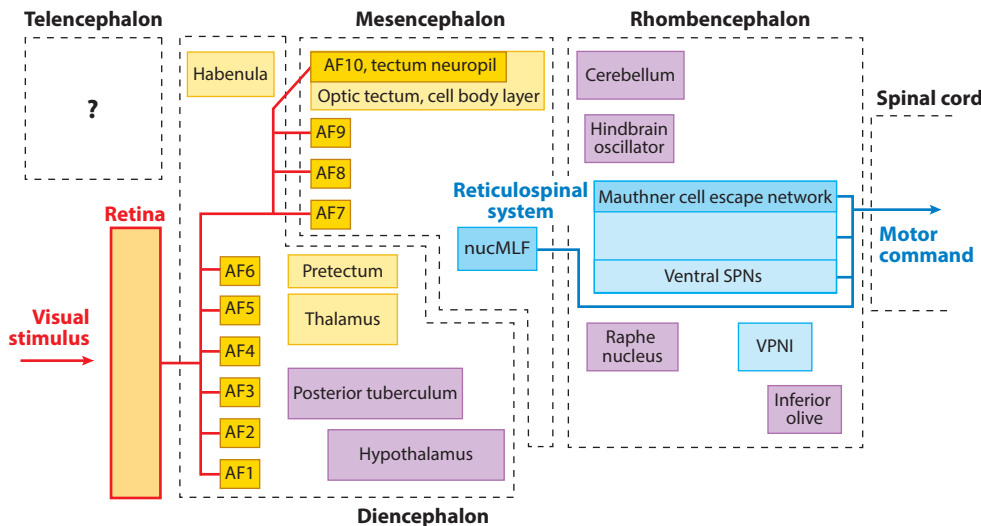 Telencephalon
Mesencephalon
Rhombencephalon
?
Habenula
AF10, tectum neuropil
Optic tectum, cell body layer
AF9
AF8
AF7
Cerebellum
Hindbrain
oscillator
Spinal cord
Retina
Reticulospinal
system
nucMLF
Mauthner cell escape network
Ventral SPNs
Motor
command
AF6
AF5
AF4
AF3
AF2
AF1
Pretectum
Thalamus
Visual
stimulus
Posterior tuberculum
Hypothalamus
Raphe
nucleus
VPNI
Inferior
olive
Diencephalon